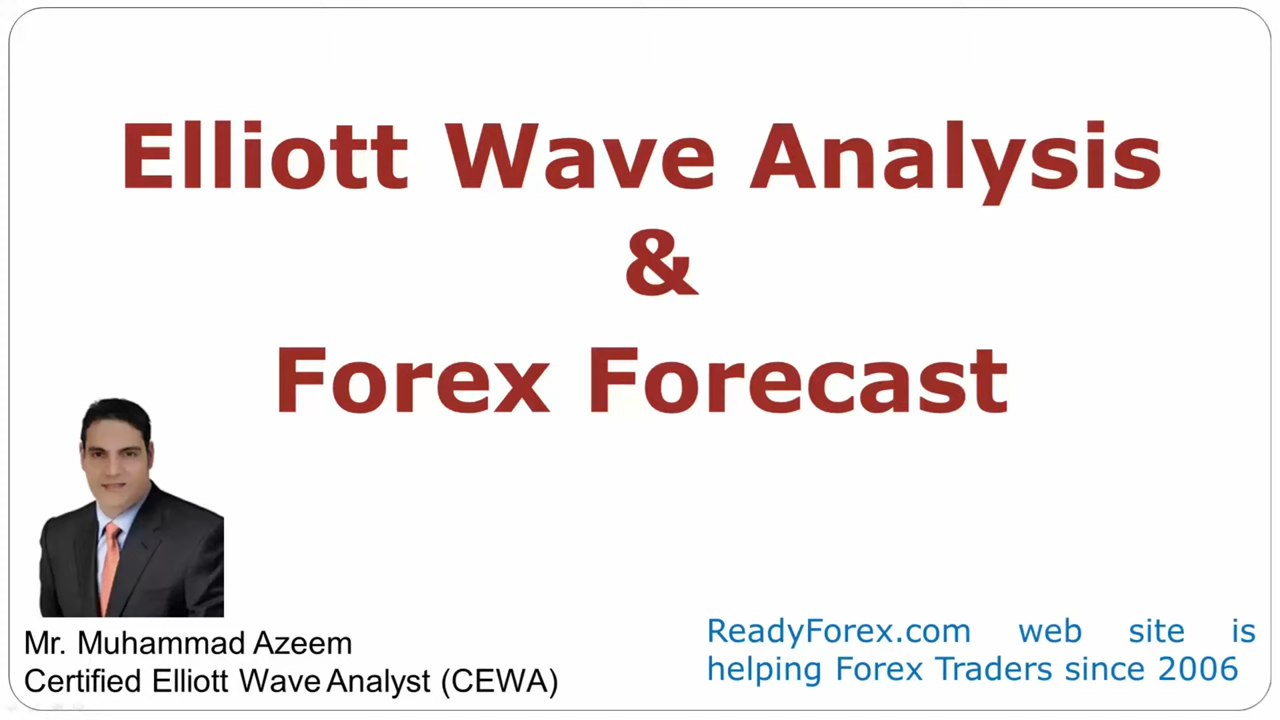 Elliott Wave Analysis
&
Forex Forecast
Mr. Muhammad Azeem
Certified Elliott Wave Analyst (CEWA)
ReadyForex.com web site is
helping Forex Traders since 2006